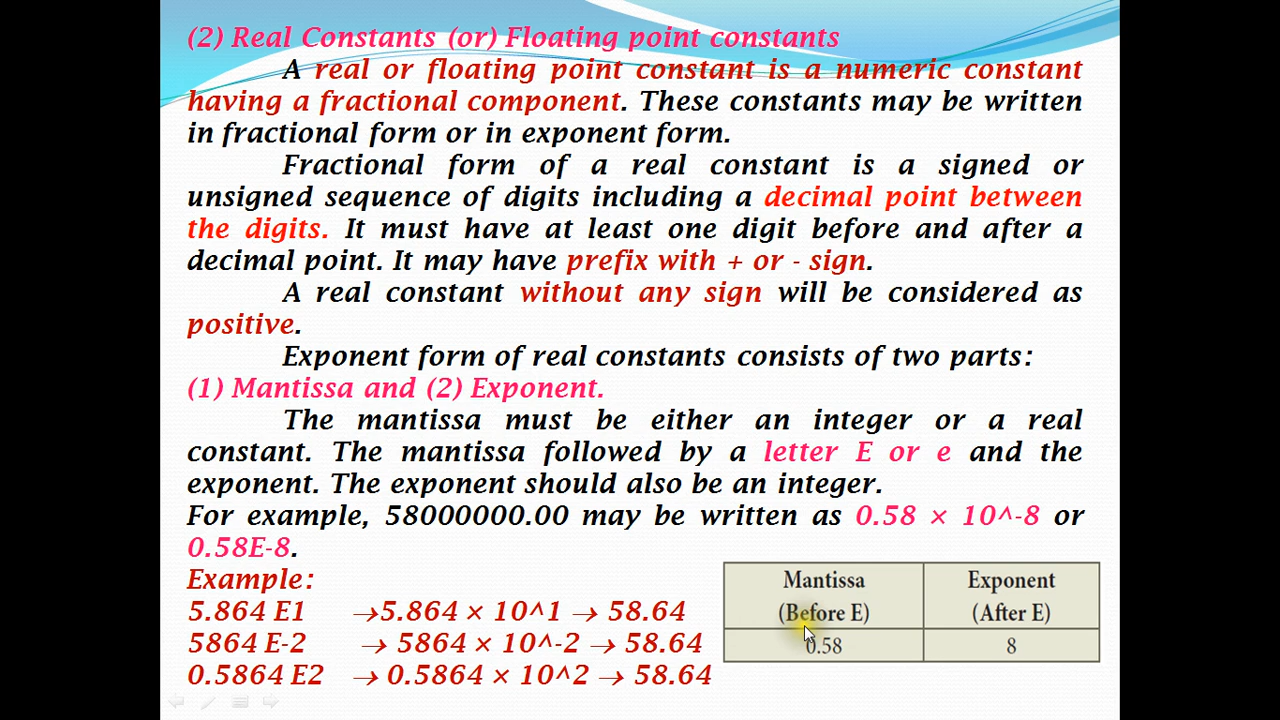 (2) Real Constants (or) Floating point constants
A real or floating point constant is a numeric constant
having a fractional component. These constants may be written
in fractional form or in exponent form.
Fractional form of a real constant is a signed or
unsigned sequence of digits including a decimal point between
the digits. It must have at least one digit before and after a
decimal point. It may have prefix with + or - sign.
A real constant without any sign will be considered as
positive.
Exponent form of real constants consists of two parts:
(1) Mantissa and (2) Exponent.
The mantissa must be either an integer or a real
constant. The mantissa followed by a letter E or e and the
exponent. The exponent should also be an integer.
For example, 58000000.00 may be written as 0.58 × 10^-8 or
0.58E-8.
Example:
5.864 E1 →5.864 × 10^1 → 58.64
5864 E-2 → 5864 × 10^-2 → 58.64
0.5864 E2 → 0.5864 × 10^2 → 58.64
Mantissa Exponent
(Before E) (After E)
0.58 8